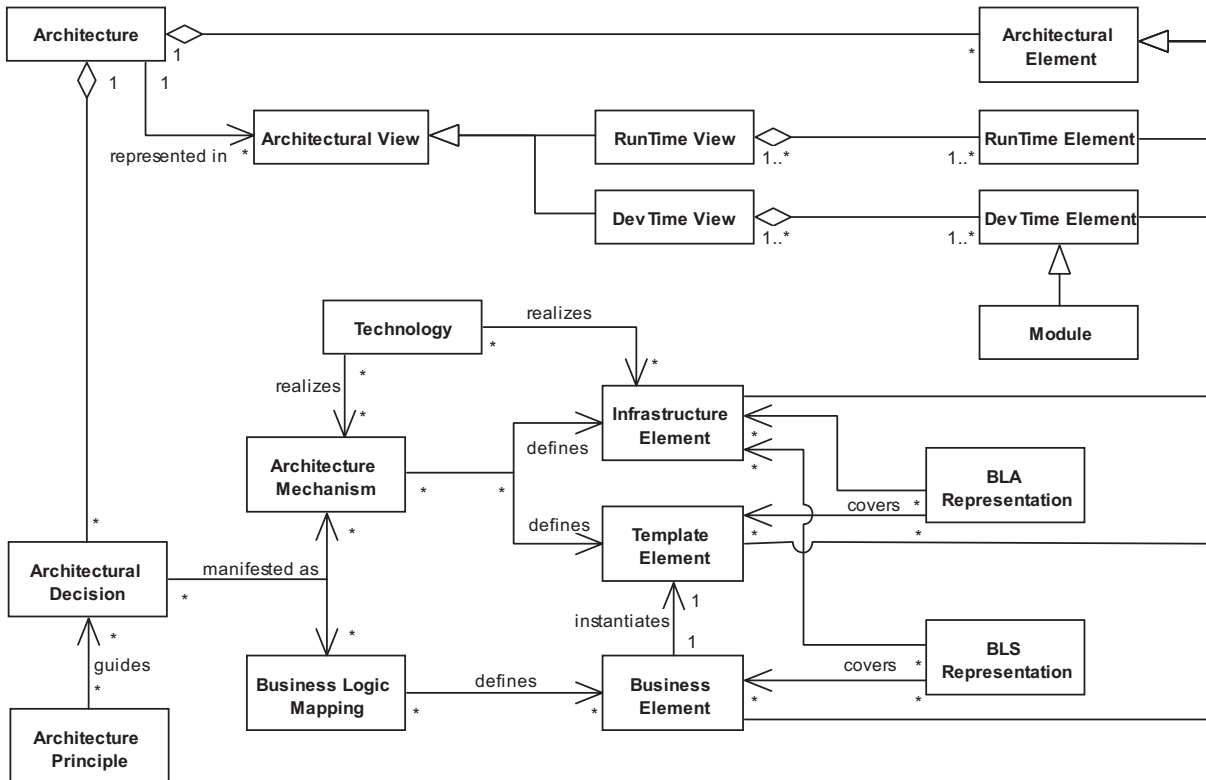 Architecture
1
1
1
*
Architectural
Element
represented in
*
Architectural View
RunTime View
1..*
1..*
RunTime Element
DevTime View
1..*
1..*
DevTime Element
Module
Technology
realizes
*
*
realizes
*
*
Architecture
Mechanism
*
*
defines
defines
Infrastructure
Element
*
*
BLA
Representation
*
covers
*
*
Template
Element
*
Architectural
Decision
*
manifested as
*
*
instantiates
1
1
guides
*
*
Architecture
Principle
Business Logic
Mapping
*
defines
*
Business
Element
*
covers
*
*
BLS
Representation